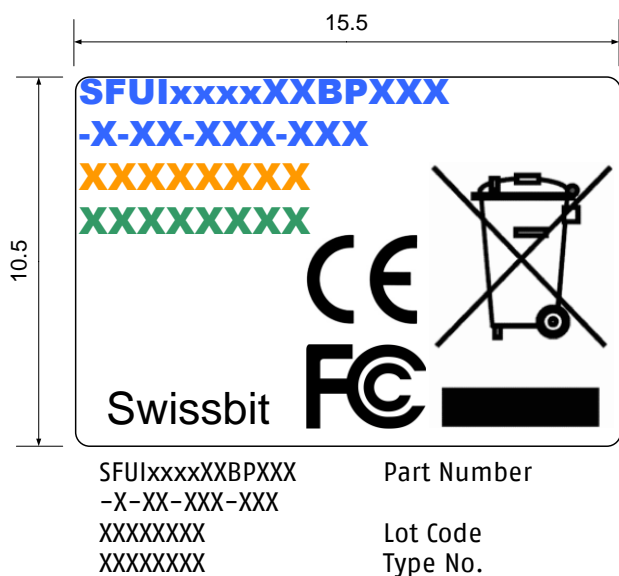 15.5
10.5
SFUIxxxxXXBPXXX
-X-XX-XXX-XXX
XXXXXXXX
XXXXXXXX
CE
FC
Swissbit
SFUIxxxxXXBPXXX Part Number
-X-XX-XXX-XXX
XXXXXXXX Lot Code
XXXXXXXX Type No.